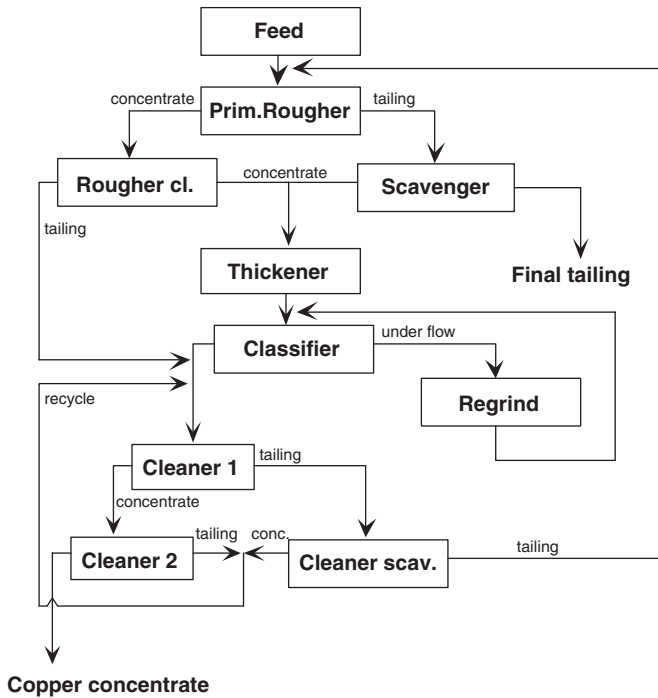 Feed
concentrate
tailing
Prim.Rougher
Rougher cl.
concentrate
Scavenger
tailing
Thickener
Final tailing
Classifier
under flow
recycle
Regrind
Cleaner 1
tailing
concentrate
tailing
conc.
tailing
Cleaner 2
Cleaner scav.
Copper concentrate